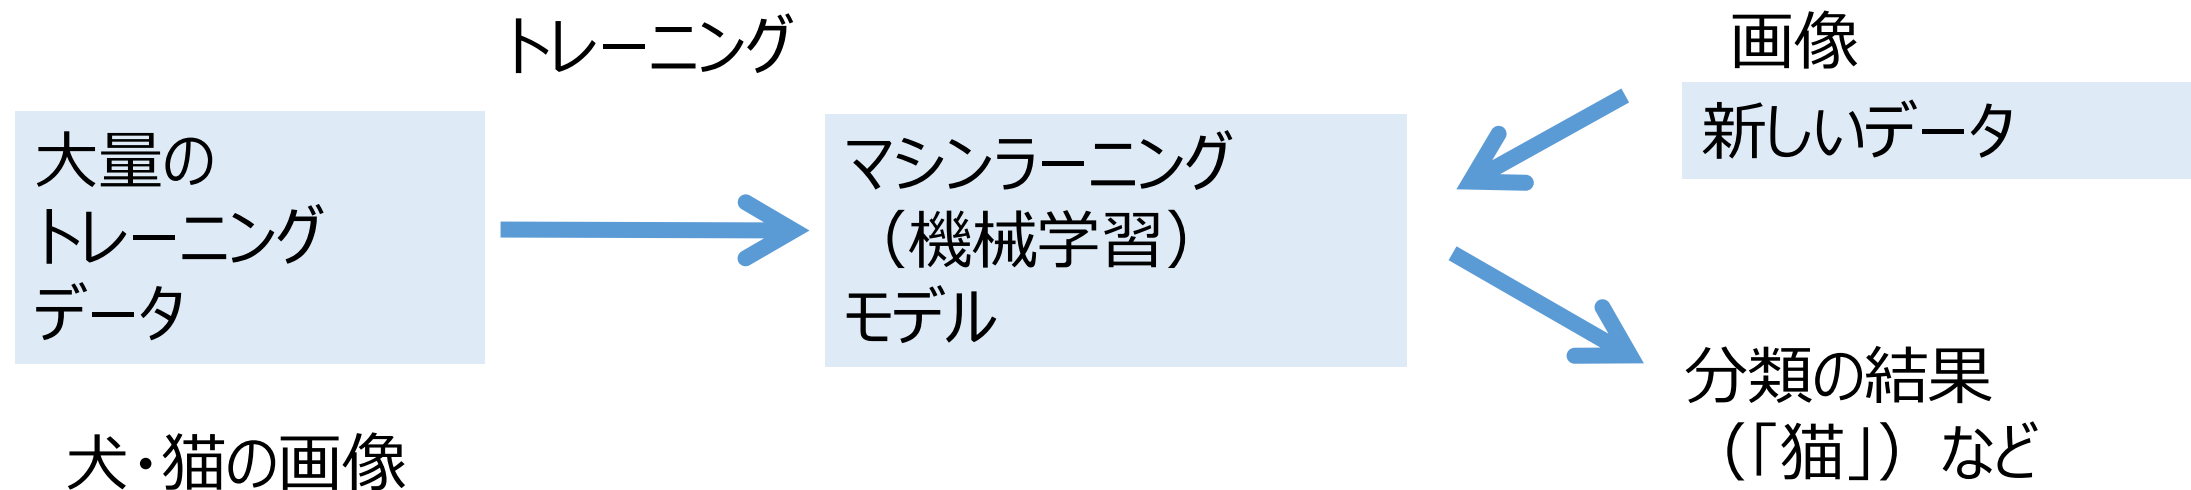 トレーニング
大量の
トレーニング
データ
犬・猫の画像
マシンラーニング
（機械学習）
モデル
画像
新しいデータ
分類の結果
（「猫」）など